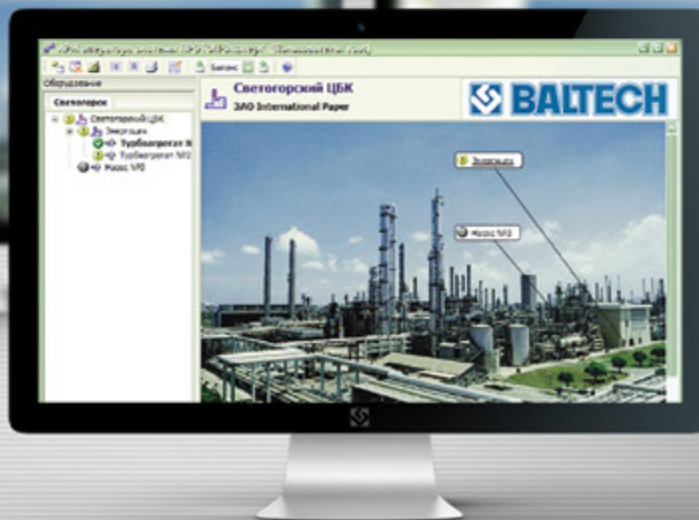 Оборудование
Светогорск
Светогорский ЦБК
Энергоцех
Турбоагрегат N
Турбоагрегат №2
Насос №3
Баланс
Светогорский ЦБК
ЗАО International Paper
BALTECH
Энергоцех
Насос №3